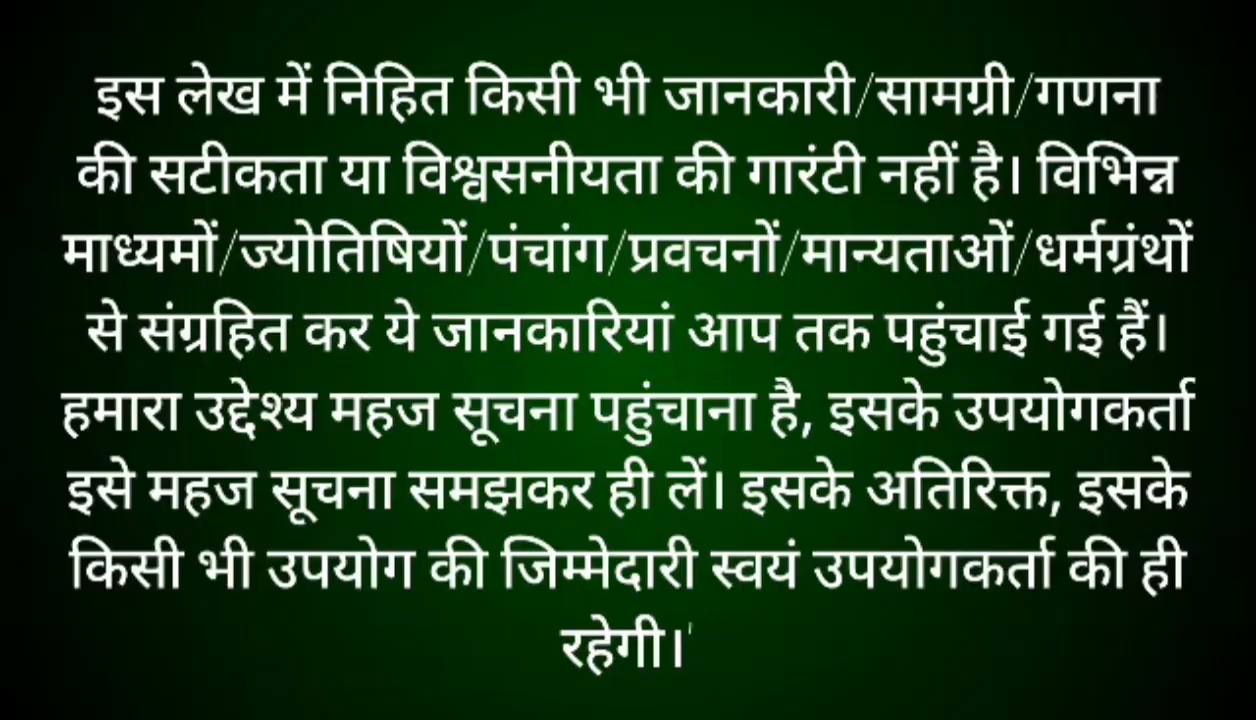 इस लेख में निहित किसी भी जानकारी/सामग्री/गणना
की सटीकता या विश्वसनीयता की गारंटी नहीं है। विभिन्न
माध्यमों/ज्योतिषियों/पंचांग/प्रवचनों/मान्यताओं/धर्मग्रंथों
से संग्रहित कर ये जानकारियां आप तक पहुंचाई गई हैं।
हमारा उद्देश्य महज सूचना पहुंचाना है, इसके उपयोगकर्ता
इसे महज सूचना समझकर ही लें। इसके अतिरिक्त, इसके
किसी भी उपयोग की जिम्मेदारी स्वयं उपयोगकर्ता की ही
रहेगी।'